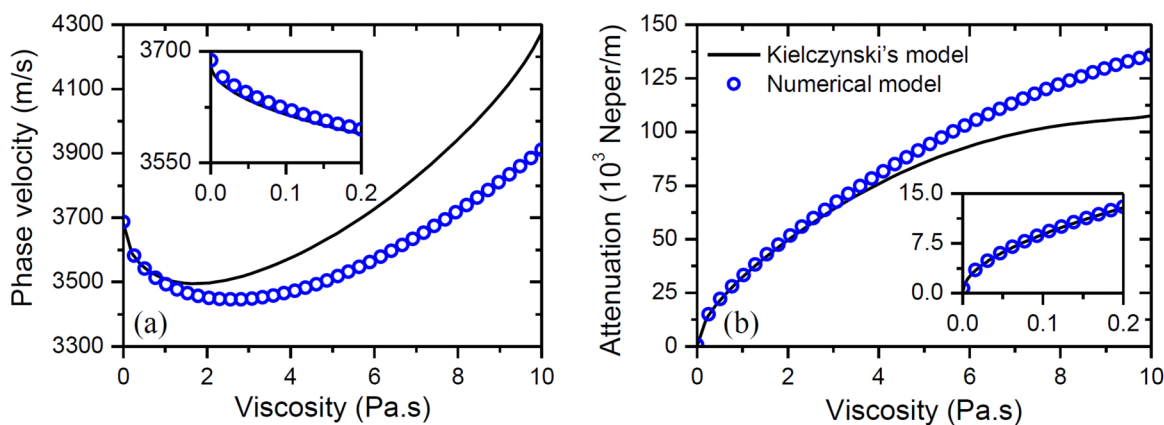 4300
4100
3900
3700
3500
3300
Phase velocity (m/s)
3700
3550
0.0 0.1 0.2
(a)
0 2 4 6 8 10
Viscosity (Pa.s)
150
125
100
75
50
25
0
Attenuation (10³ Neper/m)
Kielczynski's model
Numerical model
15.0
7.5
0.0
0.0 0.1 0.2
(b)
0 2 4 6 8 10
Viscosity (Pa.s)